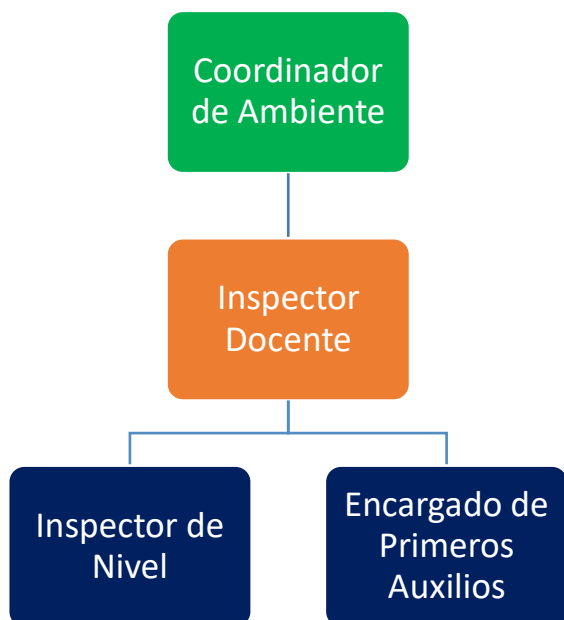 Coordinador
de Ambiente
Inspector
Docente
Inspector de
Nivel
Encargado de
Primeros
Auxilios